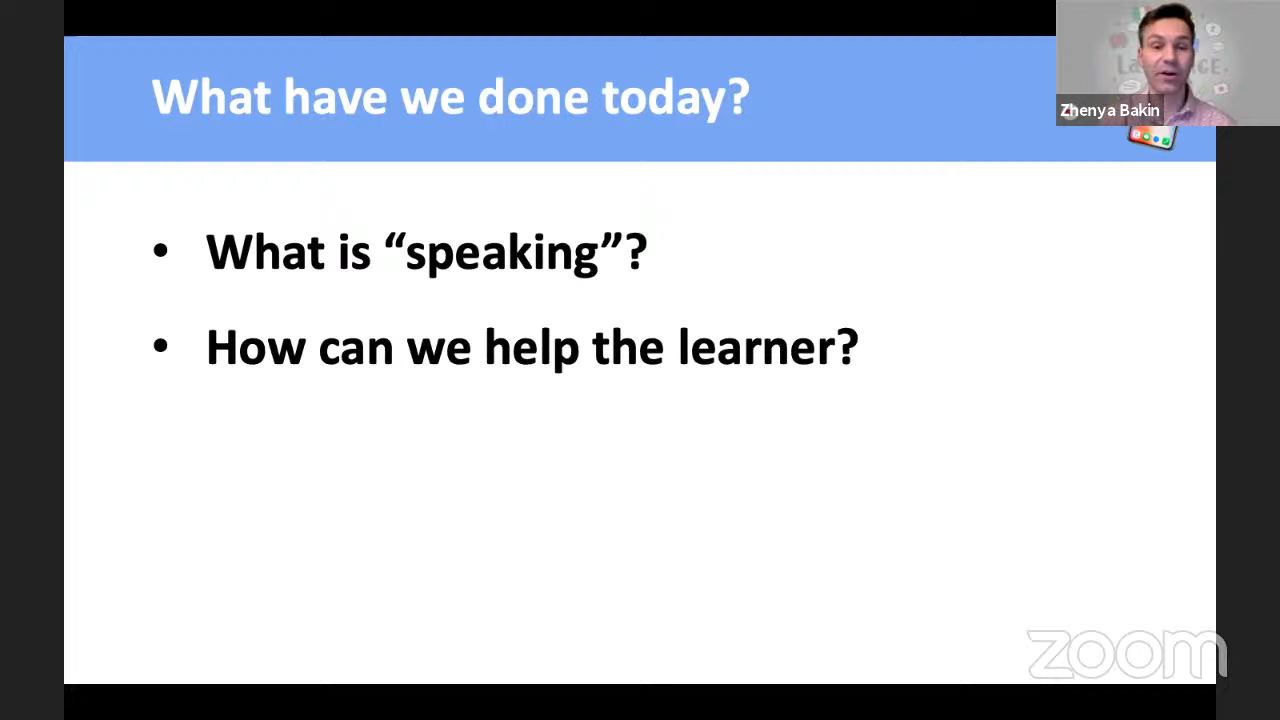 What have we done today?
Zhenya Bakin
• What is “speaking”?
• How can we help the learner?
zoom